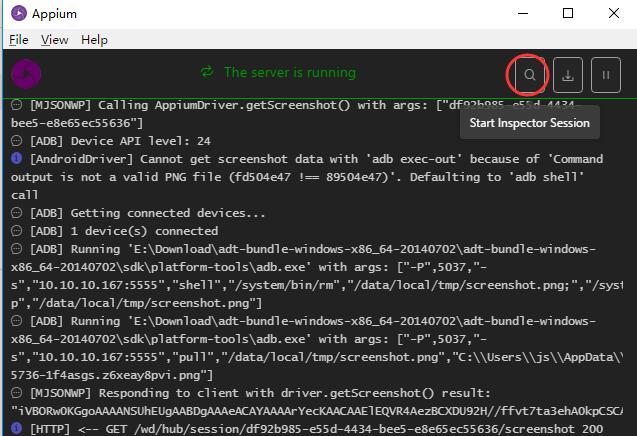 Appium
File View Help
The server is running
[MJSONWP] Calling AppiumDriver.getScreenshot() with args: ["df92b985-e55d-4434-
bee5-e8e65ec55636"]
Start Inspector Session
[ADB] Device API level: 24
[AndroidDriver] Cannot get screenshot data with 'adb exec-out' because of 'Command
output is not a valid PNG file (fd504e47 !== 89504e47)'. Defaulting to 'adb shell'
call
[ADB] Getting connected devices...
[ADB] 1 device(s) connected
[ADB] Running 'E:\Download\adt-bundle-windows-x86_64-20140702\adt-bundle-windows-
x86_64-20140702\sdk\platform-tools\adb.exe' with args: ["-P",5037,"-
s","10.10.10.167:5555","shell","/system/bin/rm","/data/local/tmp/screenshot.png;","/syst
p","/data/local/tmp/screenshot.png"]
[ADB] Running 'E:\Download\adt-bundle-windows-x86_64-20140702\adt-bundle-windows-
x86_64-20140702\sdk\platform-tools\adb.exe' with args: ["-P",5037,"-
s","10.10.10.167:5555","pull","/data/local/tmp/screenshot.png","C:\\Users\\js\\AppData\\
5736-1f4asgs.z6xeay8pvi.png"]
[MJSONWP] Responding to client with driver.getScreenshot() result:
[HTTP] <-- GET /wd/hub/session/df92b985-e55d-4434-bee5-e8e65ec55636/screenshot 200